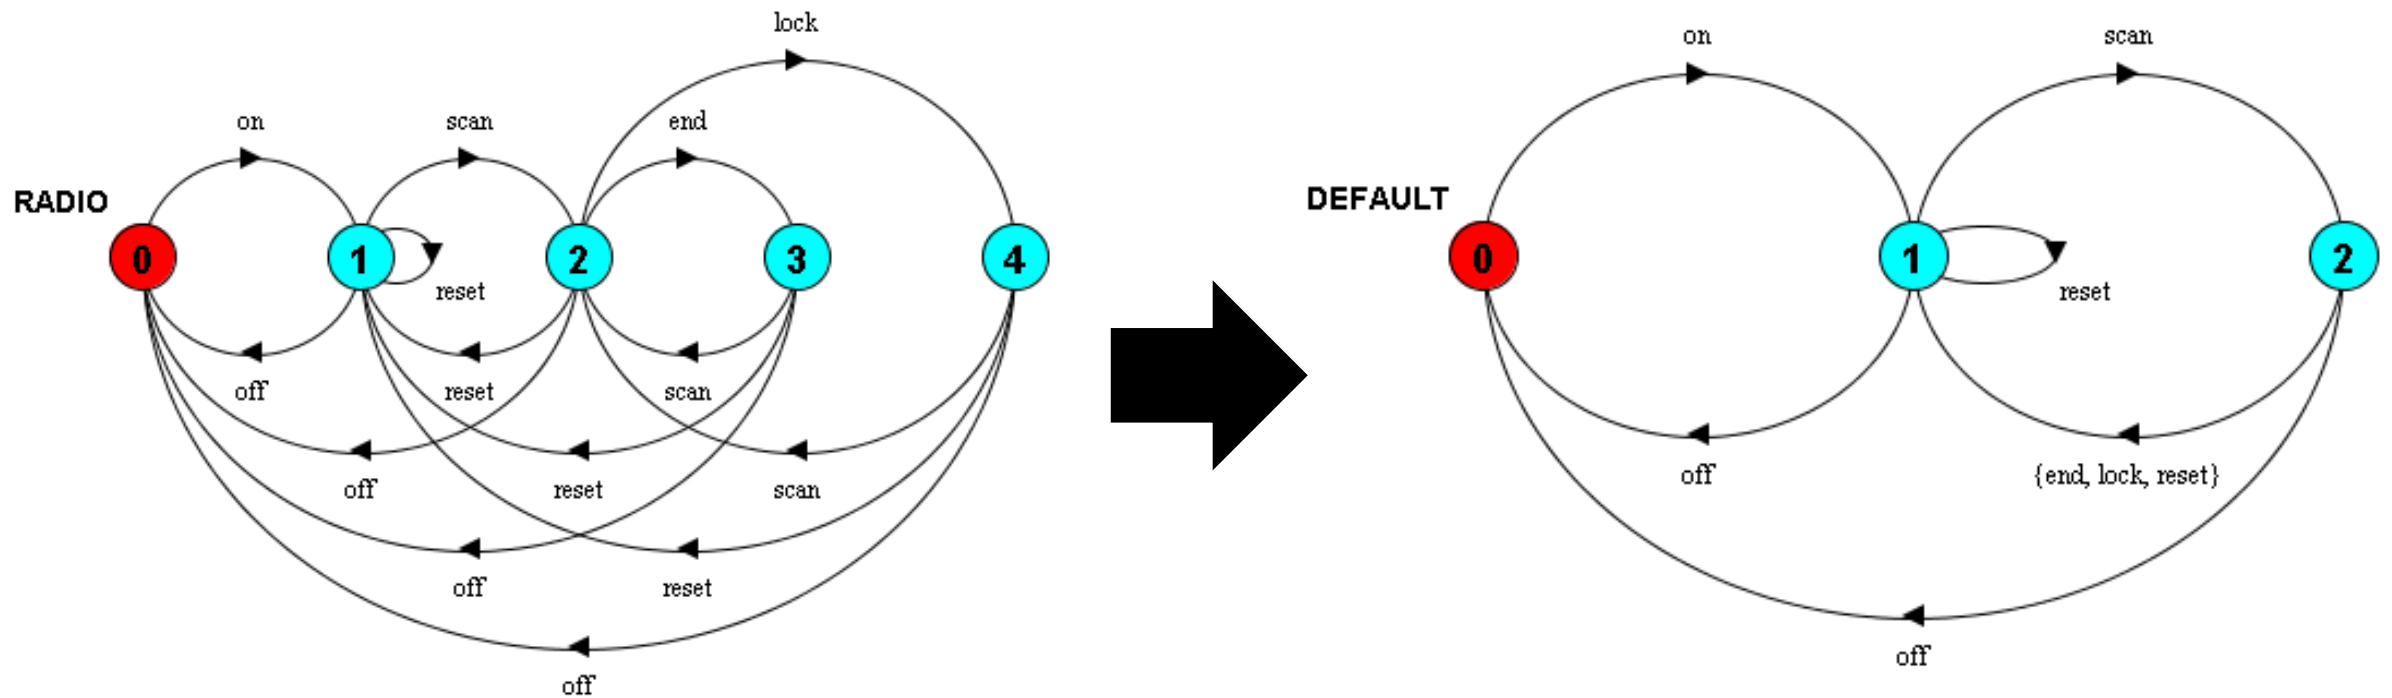 lock
on
scan
end
RADIO
0
1
2
3
4
reset
off
reset
scan
off
reset
scan
off
reset
off
on
scan
DEFAULT
0
1
2
reset
off
{end, lock, reset}
off